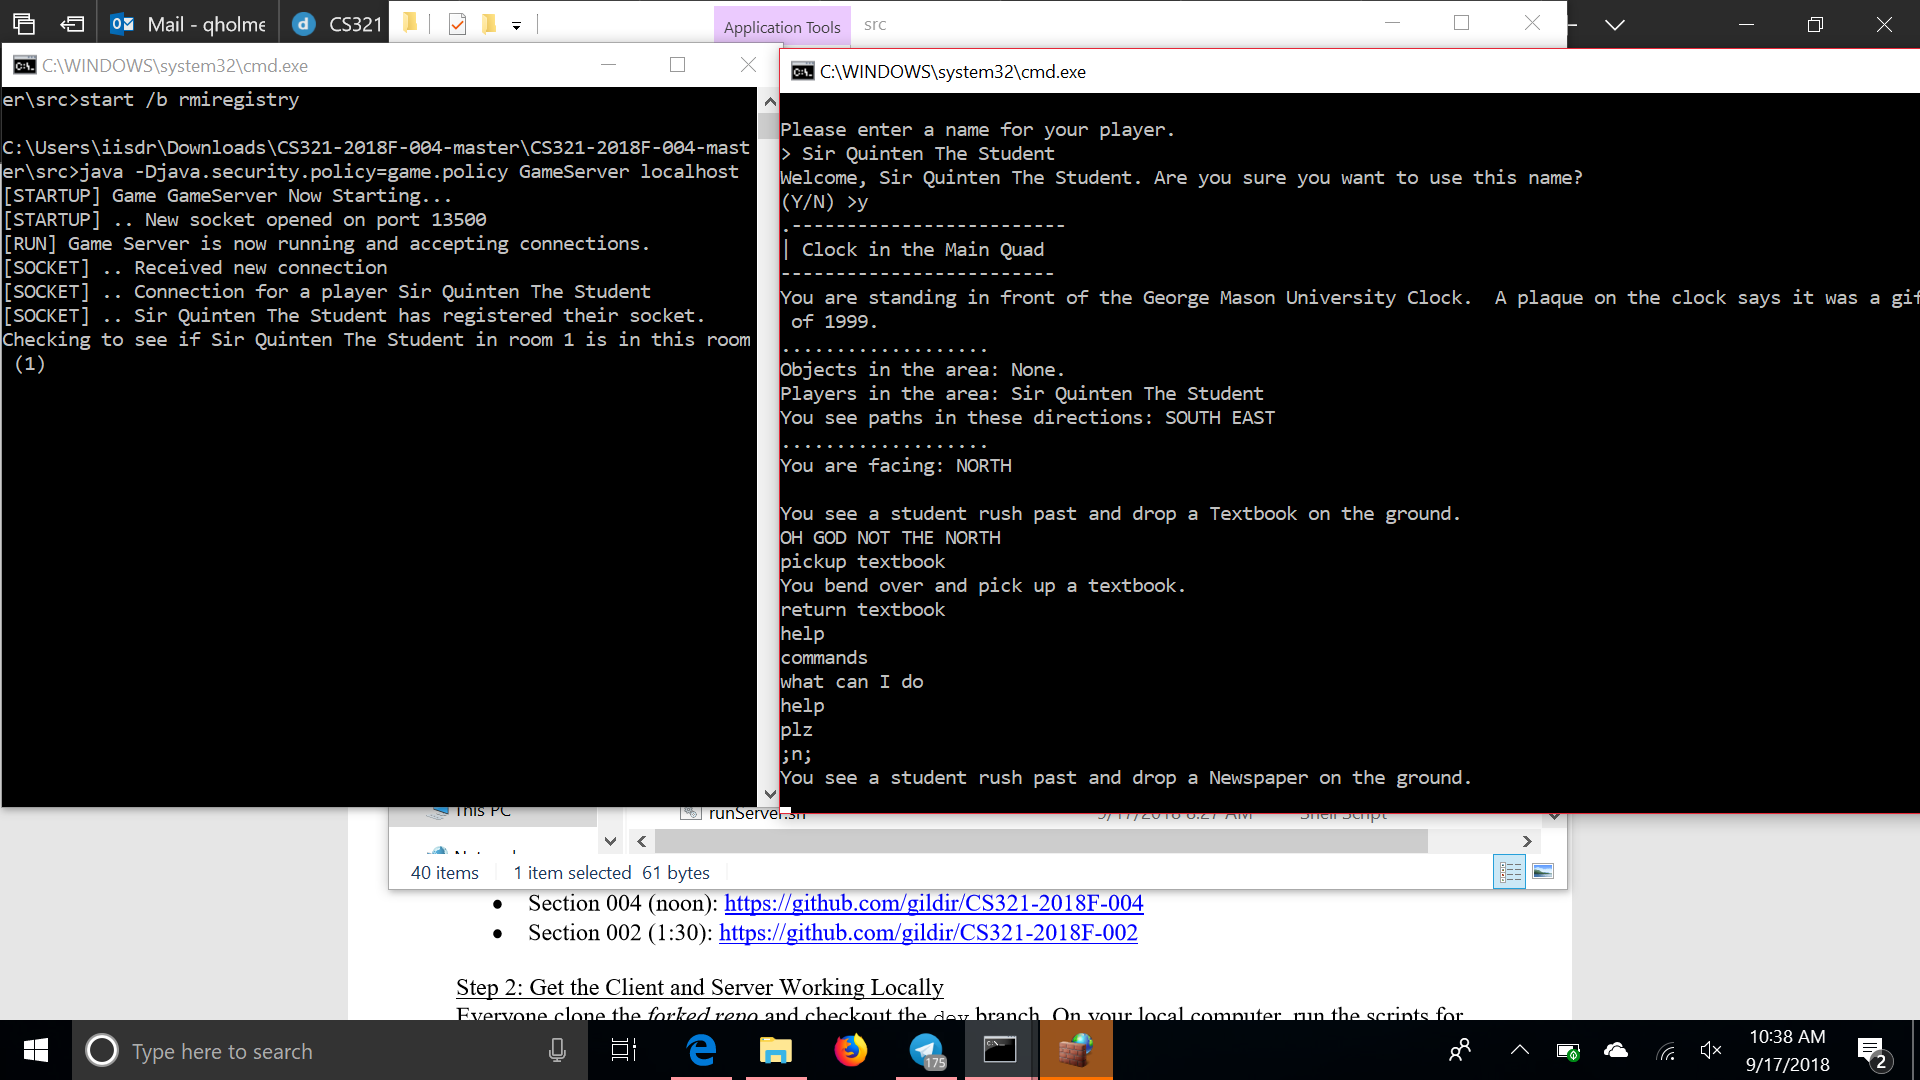 Mail - qholme
CS321
Application Tools
src
C:\WINDOWS\system32\cmd.exe
er\src>start /b rmiregistry
C:\Users\iisdr\Downloads\CS321-2018F-004-master\CS321-2018F-004-mast
er\src>java -Djava.security.policy=game.policy GameServer localhost
[STARTUP] Game GameServer Now Starting...
[STARTUP] .. New socket opened on port 13500
[RUN] Game Server is now running and accepting connections.
[SOCKET] .. Received new connection
[SOCKET] .. Connection for a player Sir Quinten The Student
[SOCKET] .. Sir Quinten The Student has registered their socket.
Checking to see if Sir Quinten The Student in room 1 is in this room
(1)
C:\WINDOWS\system32\cmd.exe
Please enter a name for your player.
> Sir Quinten The Student
Welcome, Sir Quinten The Student. Are you sure you want to use this name?
(Y/N) >y
.-------------------------
| Clock in the Main Quad
-------------------------
You are standing in front of the George Mason University Clock.  A plaque on the clock says it was a gif
of 1999.
...................
Objects in the area: None.
Players in the area: Sir Quinten The Student
You see paths in these directions: SOUTH EAST
...................
You are facing: NORTH
You see a student rush past and drop a Textbook on the ground.
OH GOD NOT THE NORTH
pickup textbook
You bend over and pick up a textbook.
return textbook
help
commands
what can I do
help
plz
;n;
You see a student rush past and drop a Newspaper on the ground.
This PC
runServer.sh
9/17/2018 8:27 AM
Shell Script
40 items
1 item selected 61 bytes
• Section 004 (noon): https://github.com/gildir/CS321-2018F-004
• Section 002 (1:30): https://github.com/gildir/CS321-2018F-002
Step 2: Get the Client and Server Working Locally
Everyone clone the forked repo and checkout the dev branch. On your local computer, run the scripts for
Type here to search
175
10:38 AM
9/17/2018
2